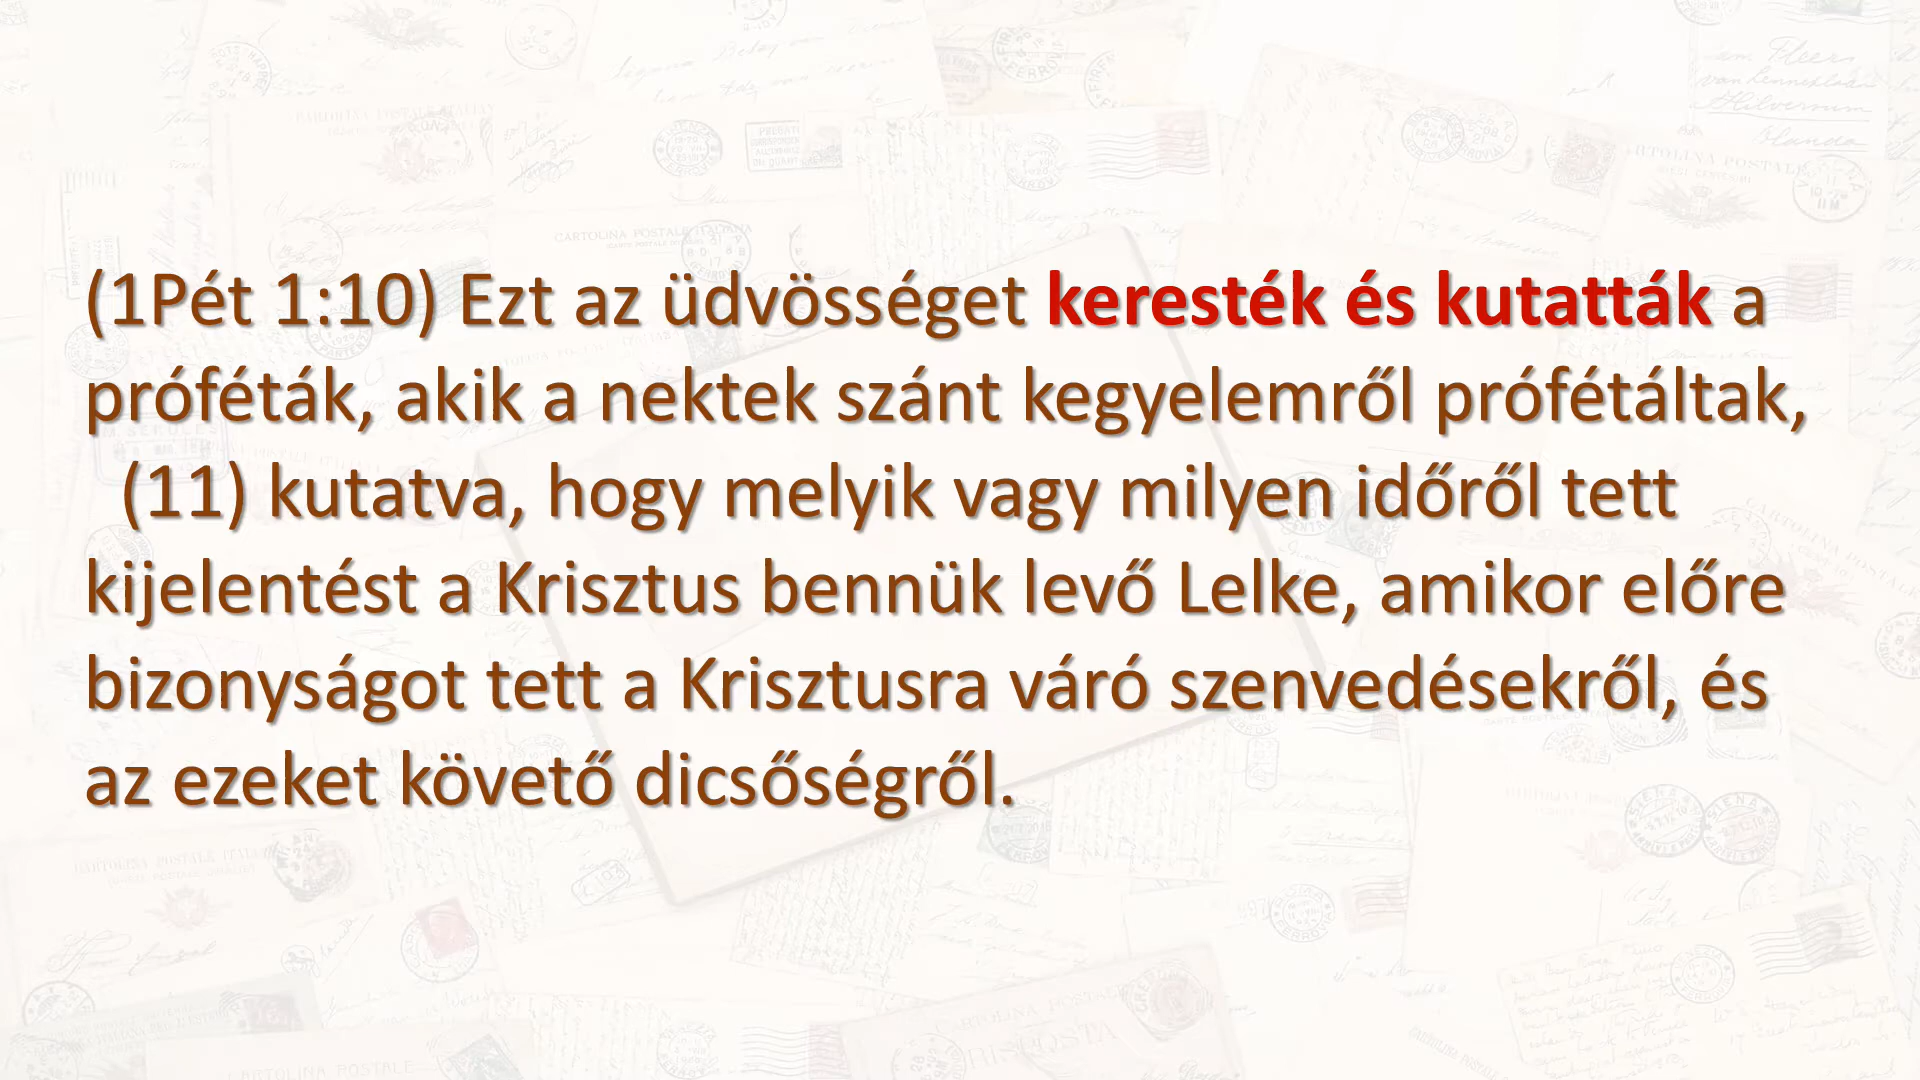 (1Pét 1:10) Ezt az üdvösséget keresték és kutatták a
próféták, akik a nektek szánt kegyelemről prófétáltak,
(11) kutatva, hogy melyik vagy milyen időről tett
kijelentést a Krisztus bennük levő Lelke, amikor előre
bizonyságot tett a Krisztusra váró szenvedésekről, és
az ezeket követő dicsőségről.